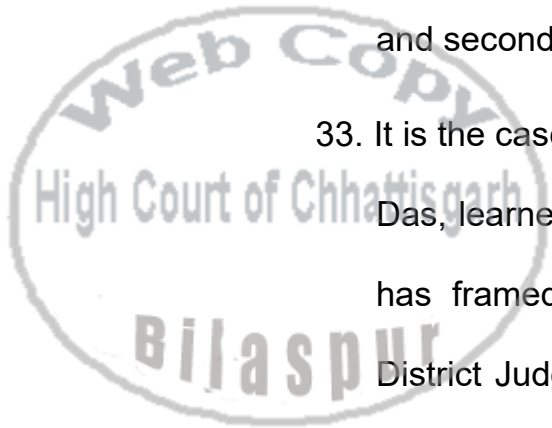 and second
Web Copy
33. It is the case
High Court of Chhattisgarh
Das, learne
has framed
Bilaspur
District Jud